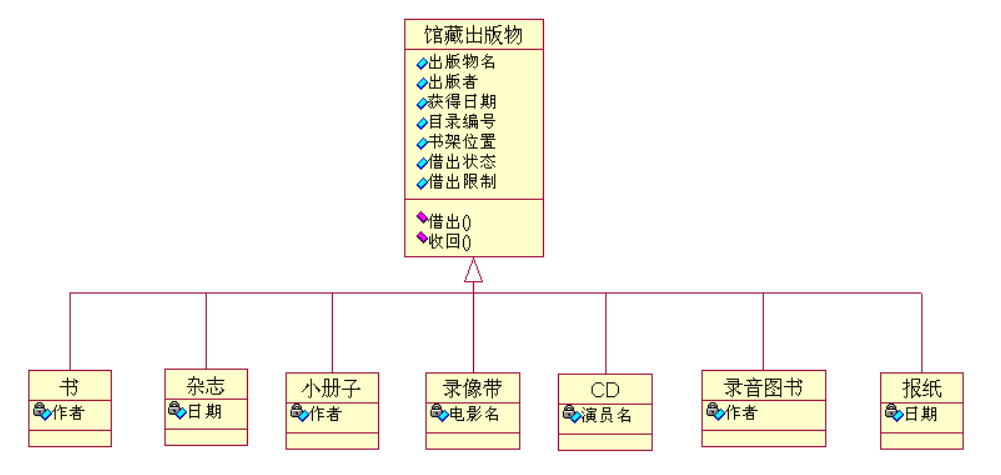 馆藏出版物
出版物名
出版者
获得日期
目录编号
书架位置
借出状态
借出限制
借出()
收回()
书
作者
杂志
日期
小册子
作者
录像带
电影名
CD
演员名
录音图书
作者
报纸
日期